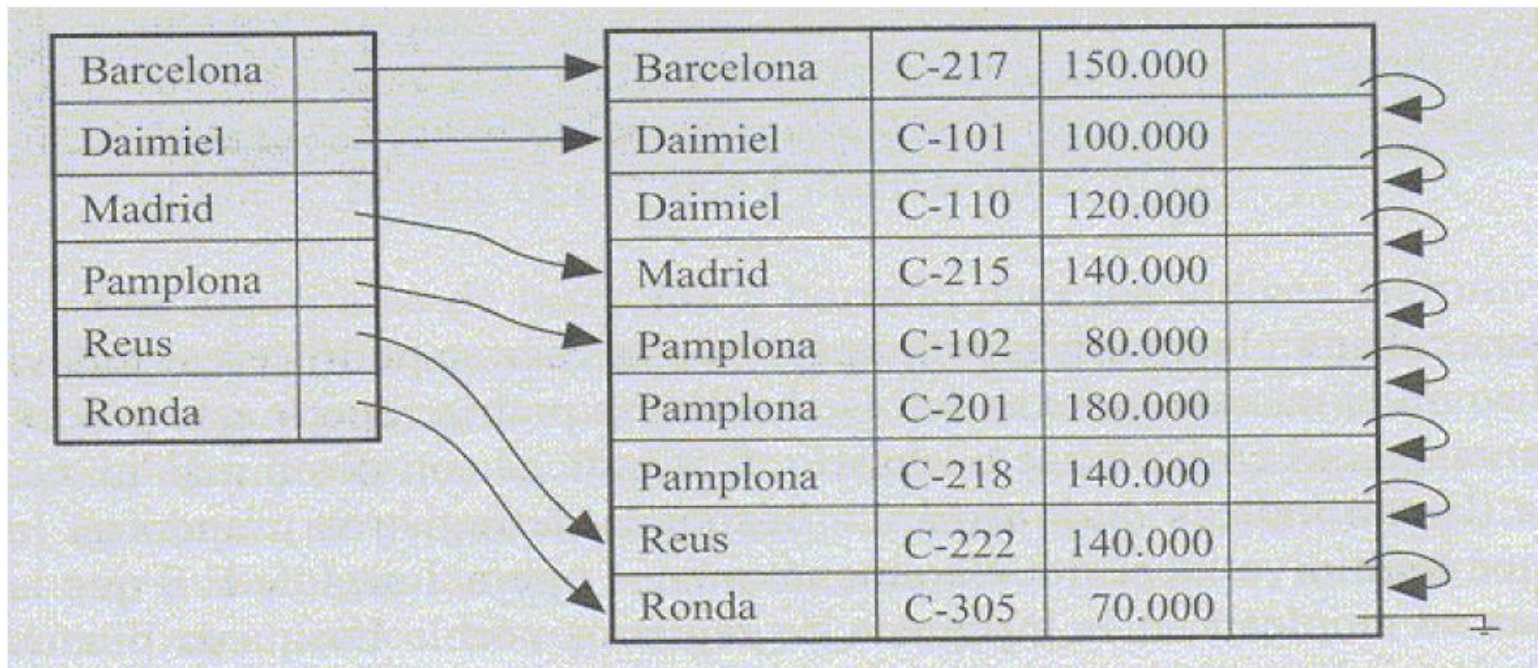 Barcelona
Daimiel
Madrid
Pamplona
Reus
Ronda
Barcelona C-217 150.000
Daimiel C-101 100.000
Daimiel C-110 120.000
Madrid C-215 140.000
Pamplona C-102 80.000
Pamplona C-201 180.000
Pamplona C-218 140.000
Reus C-222 140.000
Ronda C-305 70.000